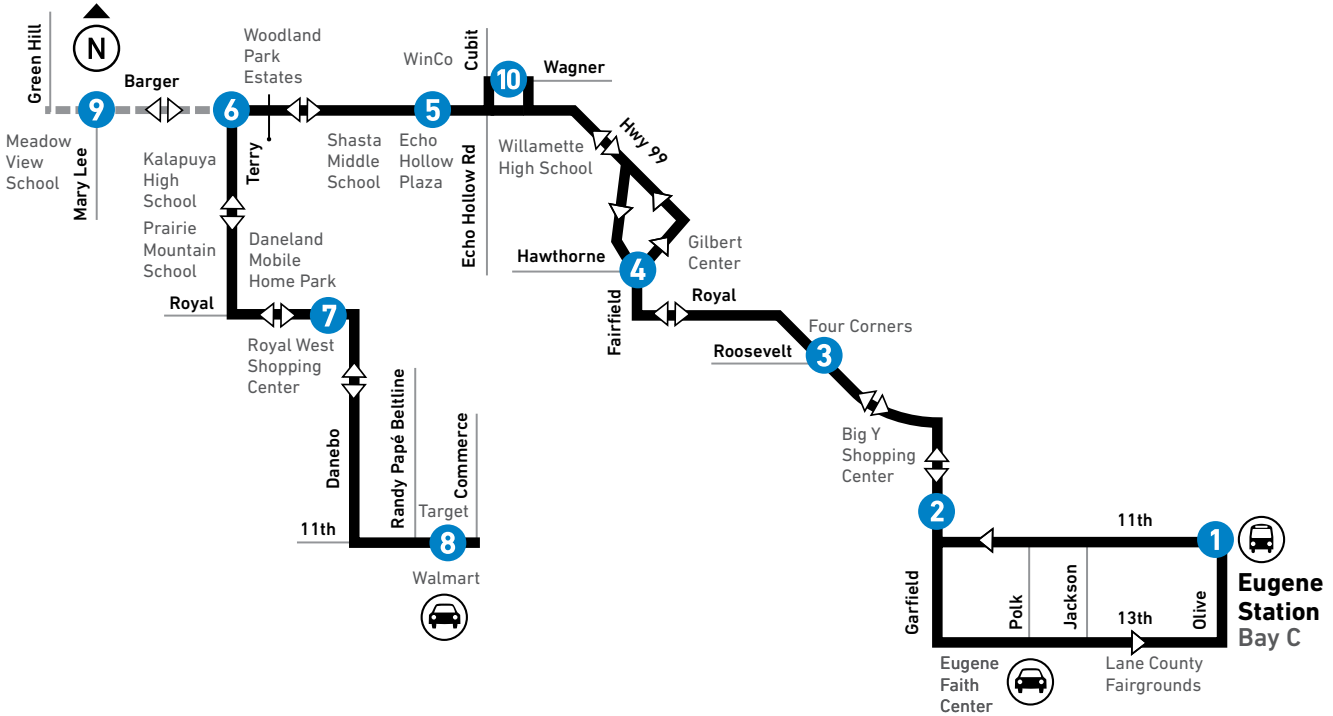 Green Hill
N
Barger
Woodland
Park
Estates
WinCo
Cubit
10
Wagner
9
6
5
Hwy 99
Meadow
View
School
Mary Lee
Kalapuya
High
School
Terry
Shasta
Middle
School
Echo
Hollow
Plaza
Echo Hollow Rd
Willamette
High School
Prairie
Mountain
School
Daneland
Mobile
Home Park
Hawthorne
4
Gilbert
Center
Royal
7
Fairfield
Royal
Royal West
Shopping
Center
Four Corners
Roosevelt
3
Danebo
Randy Papé Beltline
Commerce
Big Y
Shopping
Center
Target
11th
8
Walmart
2
11th
1
Eugene
Station
Bay C
Garfield
Polk
Jackson
13th
Olive
Eugene
Faith
Center
Lane County
Fairgrounds